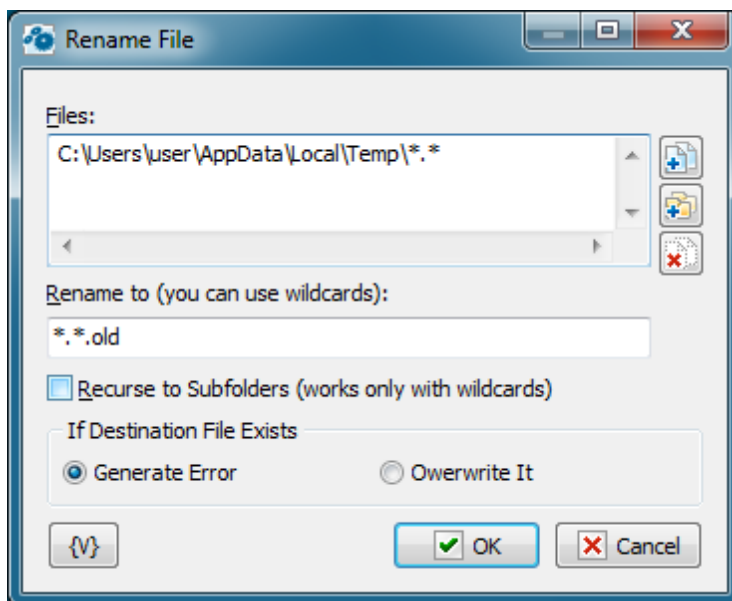 Rename File
Files:
C:\Users\user\AppData\Local\Temp\*.*
Rename to (you can use wildcards):
*.*.old
Recurse to Subfolders (works only with wildcards)
If Destination File Exists
Generate Error
Owerwrite It
{V}
OK
Cancel